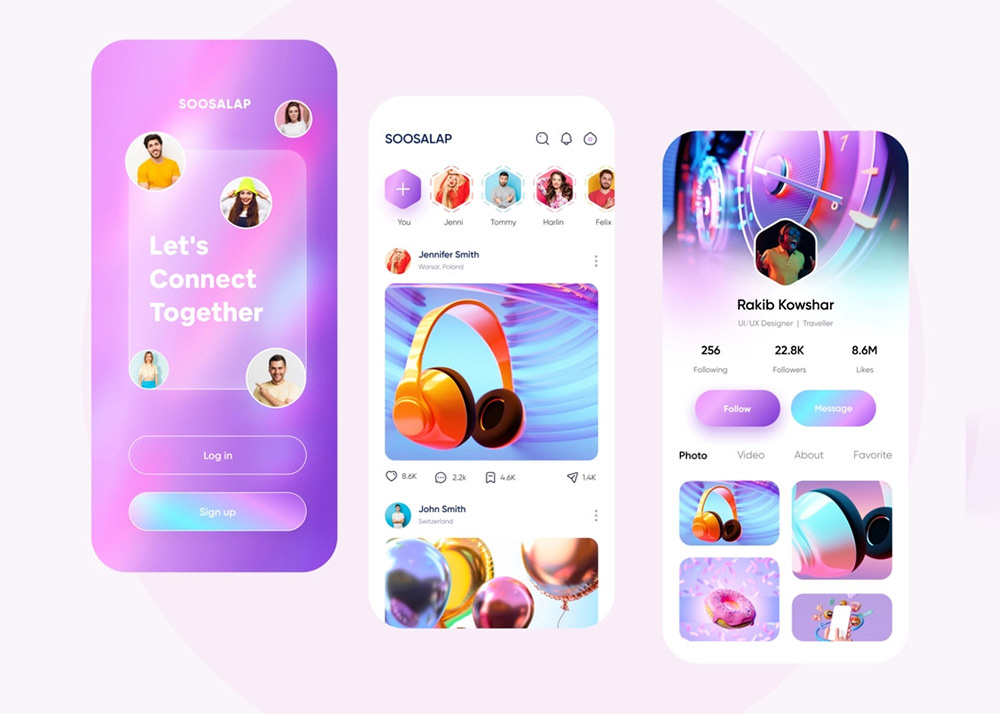 SOOSALAP
Let's
Connect
Together
Log in
Sign up
SOOSALAP
You Jenni Tommy Harlin Felix
Jennifer Smith
Warsar, Poland
8.6K 2.2k 4.6K 1.4K
John Smith
Switzerland
Rakib Kowshar
UI/UX Designer | Traveller
256 22.8K 8.6M
Following Followers Likes
Follow Message
Photo Video About Favorite